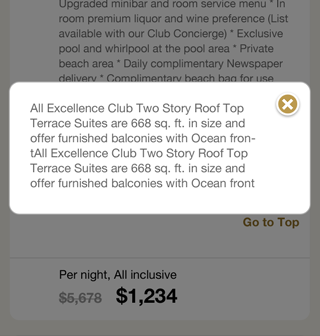 Upgraded minibar and room service menu * In
room premium liquor and wine preference (List
available with our Club Concierge) * Exclusive
pool and whirlpool at the pool area * Private
beach area * Daily complimentary Newspaper
delivery * Complimentary beach bag for use
All Excellence Club Two Story Roof Top
Terrace Suites are 668 sq. ft. in size and
offer furnished balconies with Ocean fron-
tAll Excellence Club Two Story Roof Top
Terrace Suites are 668 sq. ft. in size and
offer furnished balconies with Ocean front
Go to Top
Per night, All inclusive
$5,678 $1,234